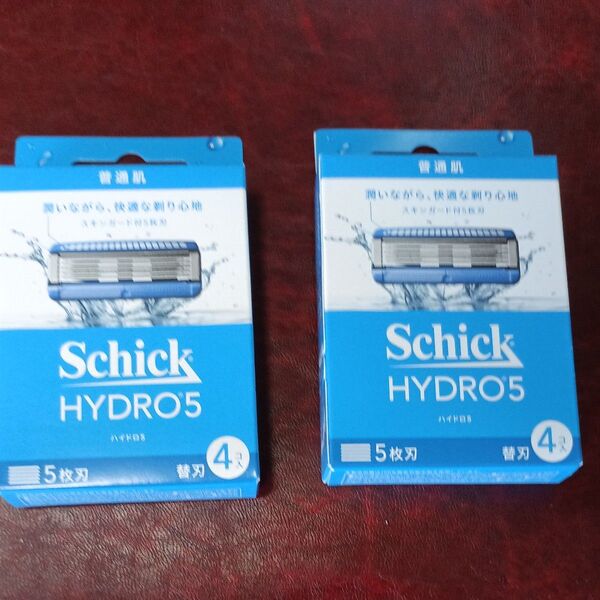 普通肌
潤いながら、快適な剃り心地
スキンガード付5枚刃
Schick
HYDRO5
ハイドロ5
5枚刃
替刃
4コ入
普通肌
潤いながら、快適な剃り心地
スキンガード付5枚刃
Schick
HYDRO5
ハイドロ5
5枚刃
替刃
4コ入